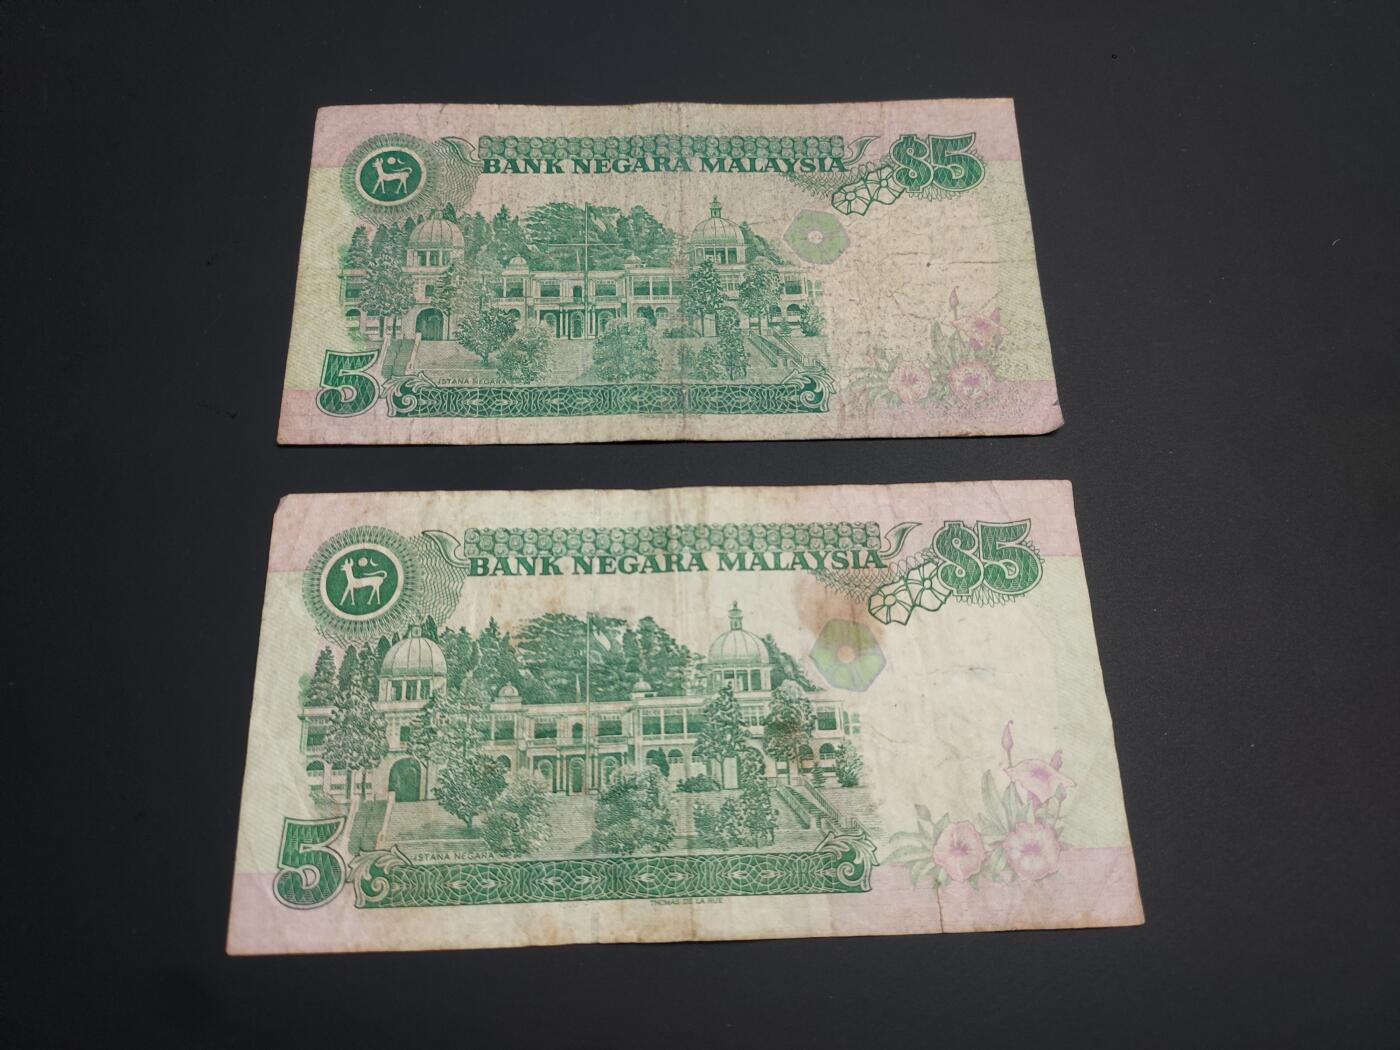 BANK NEGARA MALAYSIA
$5
5
ISTANA NEGARA
BANK NEGARA MALAYSIA
$5
5
ISTANA NEGARA
THOMAS DE LA RUE